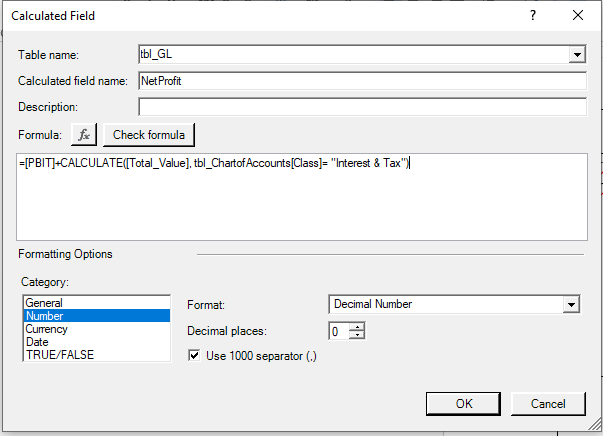 Calculated Field
?
Table name:
tbl_GL
Calculated field name:
NetProfit
Description:
Formula:
fx
Check formula
=[PBIT]+CALCULATE([Total_Value], tbl_ChartofAccounts[Class]= "Interest & Tax")
Formatting Options
Category:
General
Number
Currency
Date
TRUE/FALSE
Format:
Decimal Number
Decimal places:
0
Use 1000 separator (,)
OK
Cancel